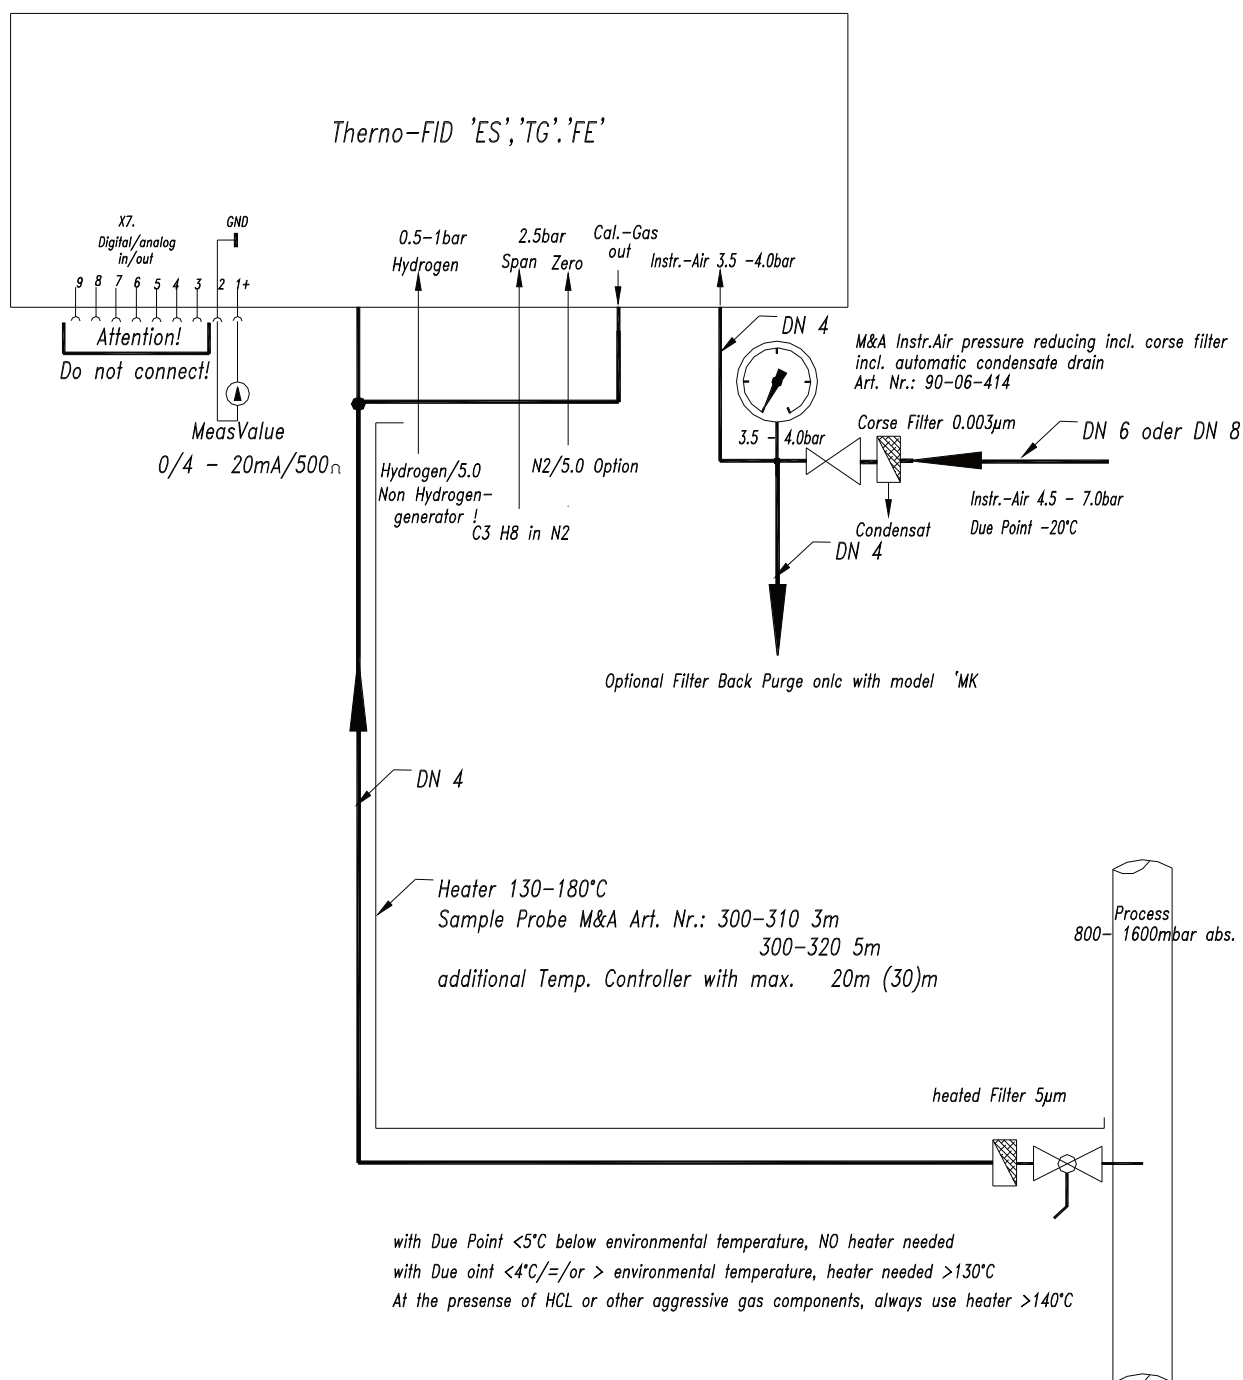 Therno-FID 'ES','TG'.'FE'
X7.
Digital/analog
in/out
GND
9 8 7 6 5 4 3 2 1+
0.5-1bar
Hydrogen
2.5bar
Span Zero
Cal.-Gas
out
Instr.-Air 3.5 -4.0bar
Attention!
Do not connect!
MeasValue
0/4 - 20mA/500Ω
Hydrogen/5.0
Non Hydrogen-
generator !
C3 H8 in N2
N2/5.0 Option
DN 4
M&A Instr.Air pressure reducing incl. corse filter
incl. automatic condensate drain
Art. Nr.: 90-06-414
3.5 - 4.0bar
Corse Filter 0.003µm
DN 6 oder DN 8
Instr.-Air 4.5 - 7.0bar
Due Point -20°C
Condensat
DN 4
Optional Filter Back Purge onlc with model 'MK
DN 4
Heater 130-180°C
Sample Probe M&A Art. Nr.: 300-310 3m
300-320 5m
additional Temp. Controller with max. 20m (30)m
Process
800- 1600mbar abs.
heated Filter 5µm
with Due Point <5°C below environmental temperature, NO heater needed
with Due oint <4°C/=/or > environmental temperature, heater needed >130°C
At the presense of HCL or other aggressive gas components, always use heater >140°C